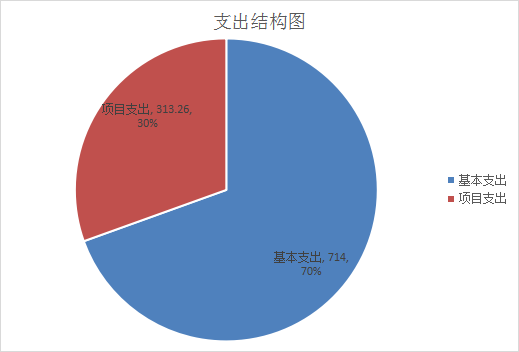 支出结构图
项目支出, 313.26,
30%
基本支出, 714,
70%
基本支出
项目支出